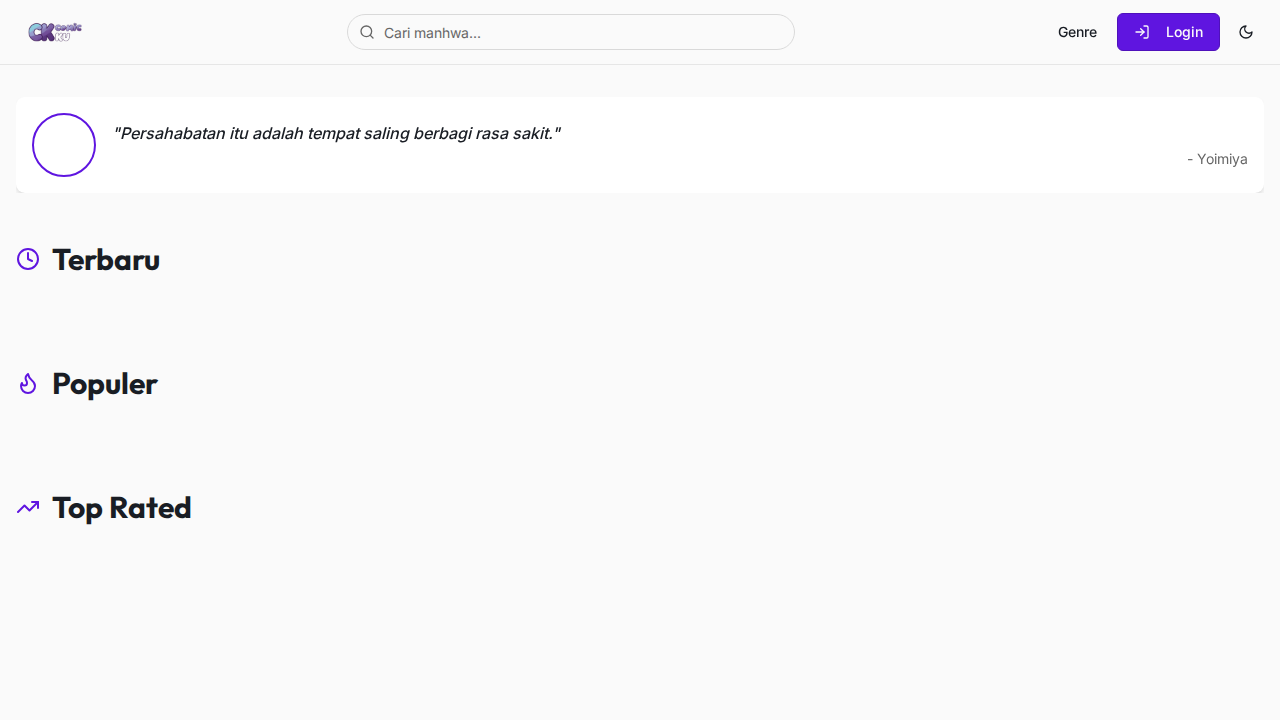 CK Comic
KU
Cari manhwa...
Genre
Login
"Persahabatan itu adalah tempat saling berbagi rasa sakit."
- Yoimiya
Terbaru
Populer
Top Rated